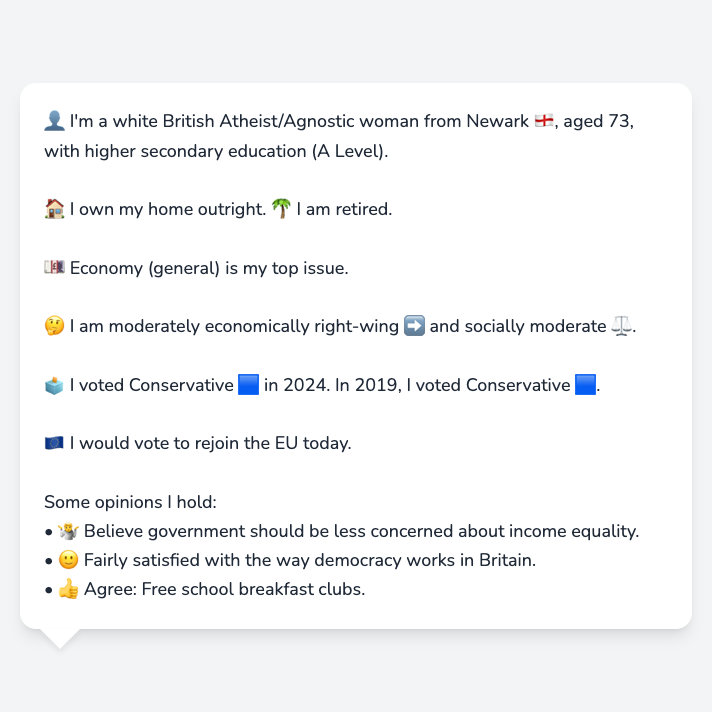 👤 I'm a white British Atheist/Agnostic woman from Newark 🏴󠁧󠁢󠁥󠁮󠁧󠁿, aged 73,
with higher secondary education (A Level).
🏠 I own my home outright. 🌴 I am retired.
💷 Economy (general) is my top issue.
🤔 I am moderately economically right-wing ➡️ and socially moderate ⚖️.
🗳️ I voted Conservative 🟦 in 2024. In 2019, I voted Conservative 🟦.
🇪🇺 I would vote to rejoin the EU today.
Some opinions I hold:
• 🤷 Believe government should be less concerned about income equality.
• 🙂 Fairly satisfied with the way democracy works in Britain.
• 👍 Agree: Free school breakfast clubs.